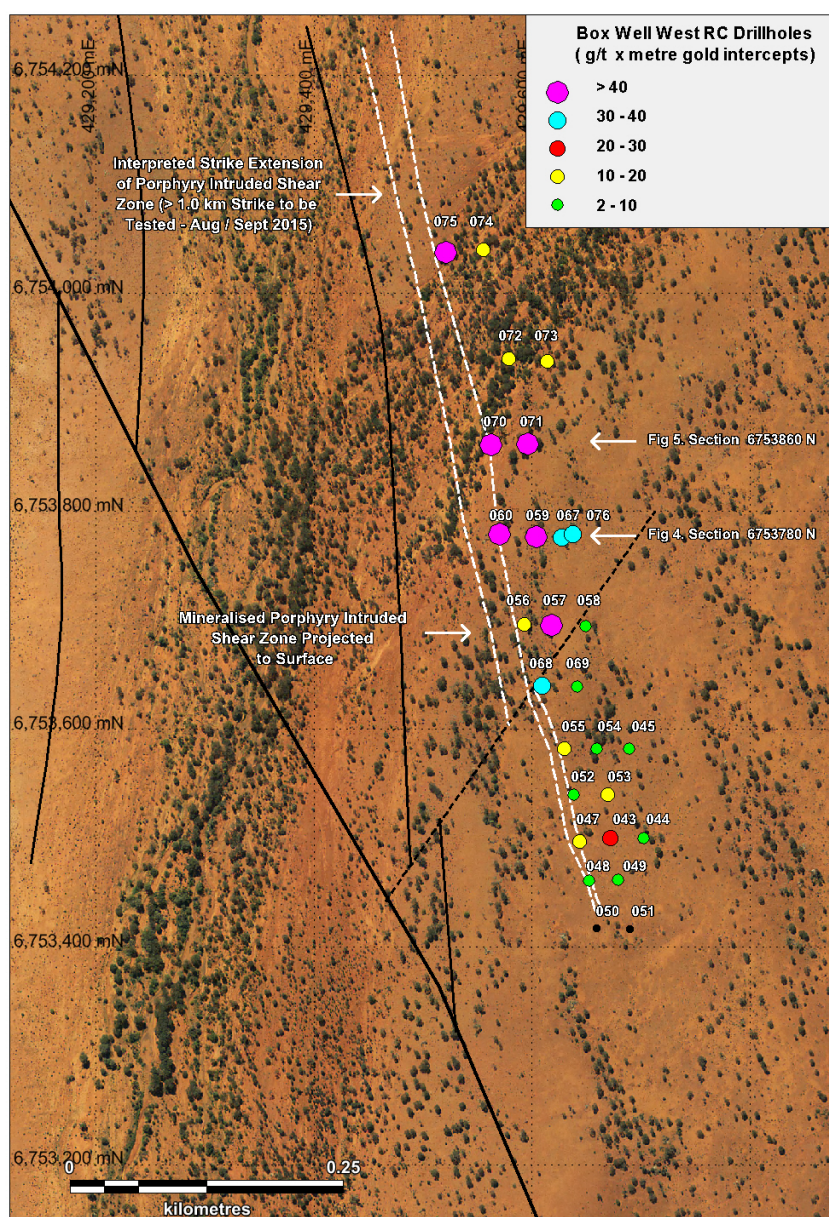 Box Well West RC Drillholes
( g/t x metre gold intercepts)
> 40
30 - 40
20 - 30
10 - 20
2 - 10
6,754,200 mN
429,200 mE
429,400 mE
429,600 mE
Interpreted Strike Extension
of Porphyry Intruded Shear
Zone (> 1.0 km Strike to be
Tested - Aug / Sept 2015)
075 074
6,754,000 mN
072 073
070 071
Fig 5. Section 6753860 N
6,753,800 mN
060 059 067 076
Fig 4. Section 6753780 N
056 057 058
Mineralised Porphyry Intruded
Shear Zone Projected
to Surface
068 069
6,753,600 mN
055 054 045
052 053
047 043 044
048 049
050 051
6,753,400 mN
6,753,200 mN
0 0.25
kilometres